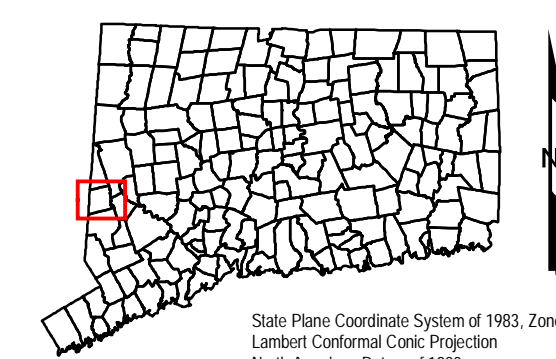 N
State Plane Coordinate System of 1983, Zon
Lambert Conformal Conic Projection